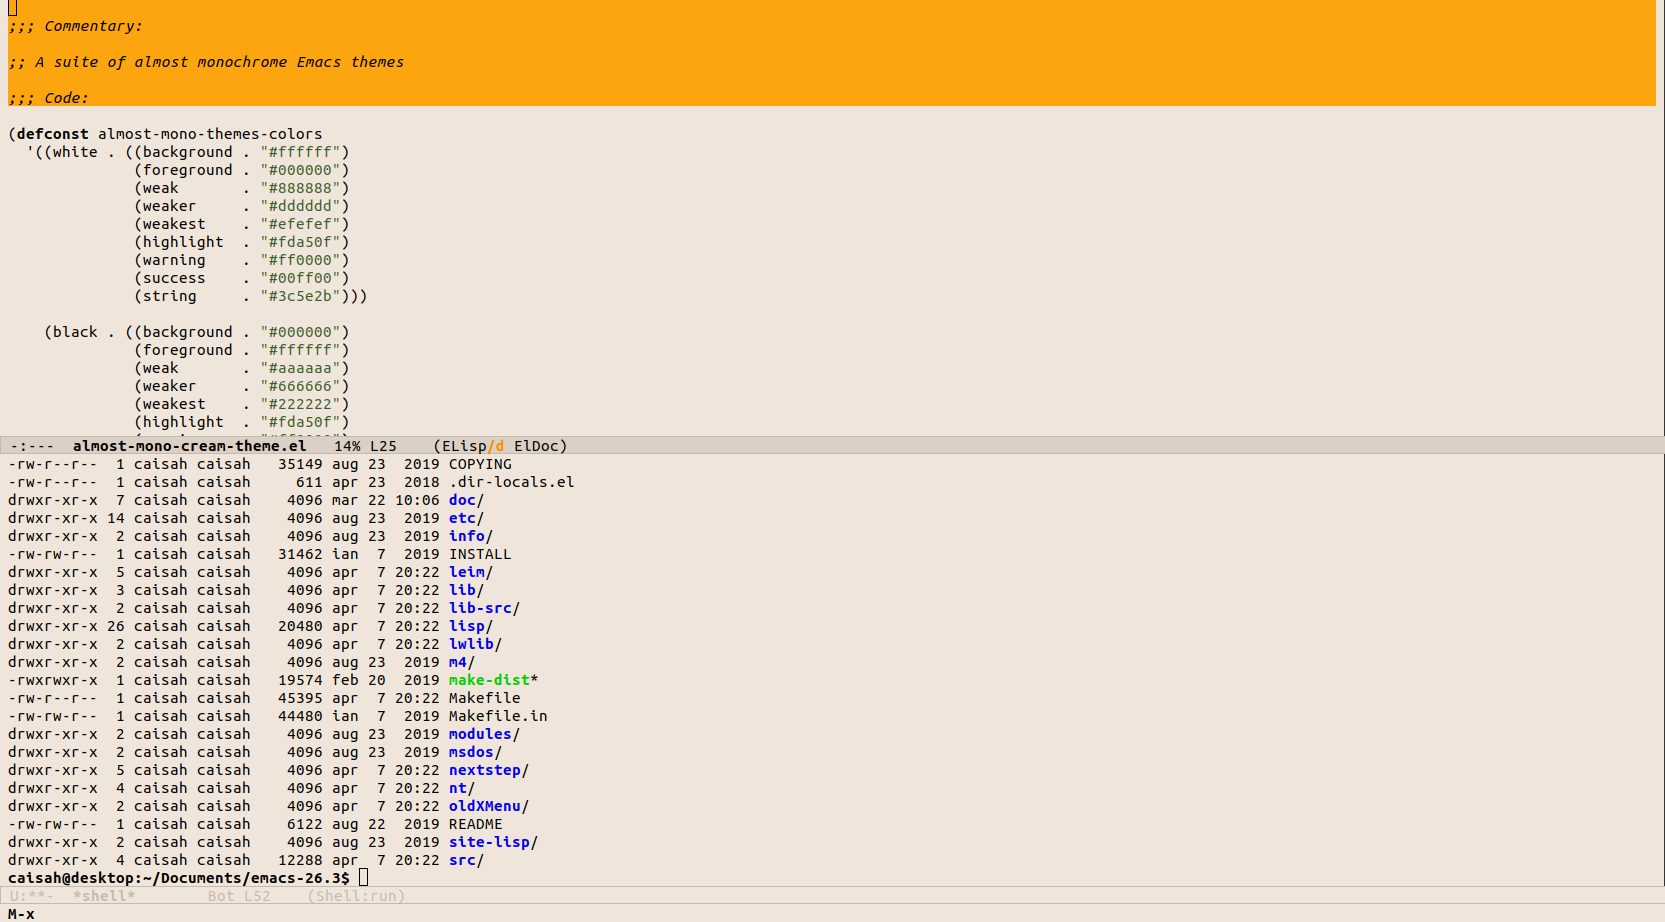 ;;; Commentary:
;; A suite of almost monochrome Emacs themes
;;; Code:
(defconst almost-mono-themes-colors
  '((white . ((background . "#ffffff")
              (foreground . "#000000")
              (weak       . "#888888")
              (weaker     . "#dddddd")
              (weakest    . "#efefef")
              (highlight  . "#fda50f")
              (warning    . "#ff0000")
              (success    . "#00ff00")
              (string     . "#3c5e2b")))
    (black . ((background . "#000000")
              (foreground . "#ffffff")
              (weak       . "#aaaaaa")
              (weaker     . "#666666")
              (weakest    . "#222222")
              (highlight  . "#fda50f")
-:---  almost-mono-cream-theme.el   14% L25    (ELisp/d ElDoc)
-rw-r--r--  1 caisah caisah   35149 aug 23  2019 COPYING
-rw-r--r--  1 caisah caisah     611 apr 23  2018 .dir-locals.el
drwxr-xr-x  7 caisah caisah    4096 mar 22 10:06 doc/
drwxr-xr-x 14 caisah caisah    4096 aug 23  2019 etc/
drwxr-xr-x  2 caisah caisah    4096 aug 23  2019 info/
-rw-rw-r--  1 caisah caisah   31462 ian  7  2019 INSTALL
drwxr-xr-x  5 caisah caisah    4096 apr  7 20:22 leim/
drwxr-xr-x  3 caisah caisah    4096 apr  7 20:22 lib/
drwxr-xr-x  2 caisah caisah    4096 apr  7 20:22 lib-src/
drwxr-xr-x 26 caisah caisah   20480 apr  7 20:22 lisp/
drwxr-xr-x  2 caisah caisah    4096 apr  7 20:22 lwlib/
drwxr-xr-x  2 caisah caisah    4096 aug 23  2019 m4/
-rwxrwxr-x  1 caisah caisah   19574 feb 20  2019 make-dist*
-rw-r--r--  1 caisah caisah   45395 apr  7 20:22 Makefile
-rw-rw-r--  1 caisah caisah   44480 ian  7  2019 Makefile.in
drwxr-xr-x  2 caisah caisah    4096 aug 23  2019 modules/
drwxr-xr-x  2 caisah caisah    4096 aug 23  2019 msdos/
drwxr-xr-x  5 caisah caisah    4096 apr  7 20:22 nextstep/
drwxr-xr-x  4 caisah caisah    4096 apr  7 20:22 nt/
drwxr-xr-x  2 caisah caisah    4096 apr  7 20:22 oldXMenu/
-rw-rw-r--  1 caisah caisah    6122 aug 22  2019 README
drwxr-xr-x  2 caisah caisah    4096 aug 23  2019 site-lisp/
drwxr-xr-x  4 caisah caisah   12288 apr  7 20:22 src/
caisah@desktop:~/Documents/emacs-26.3$
U:**-  *shell*        Bot L52    (Shell:run)
M-x